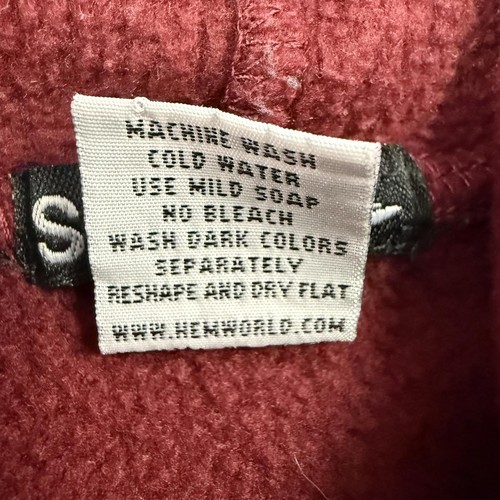 MACHINE WASH
COLD WATER
USE MILD SOAP
NO BLEACH
WASH DARK COLORS
SEPARATELY
RESHAPE AND DRY FLAT
WWW.HEMWORLD.COM
S